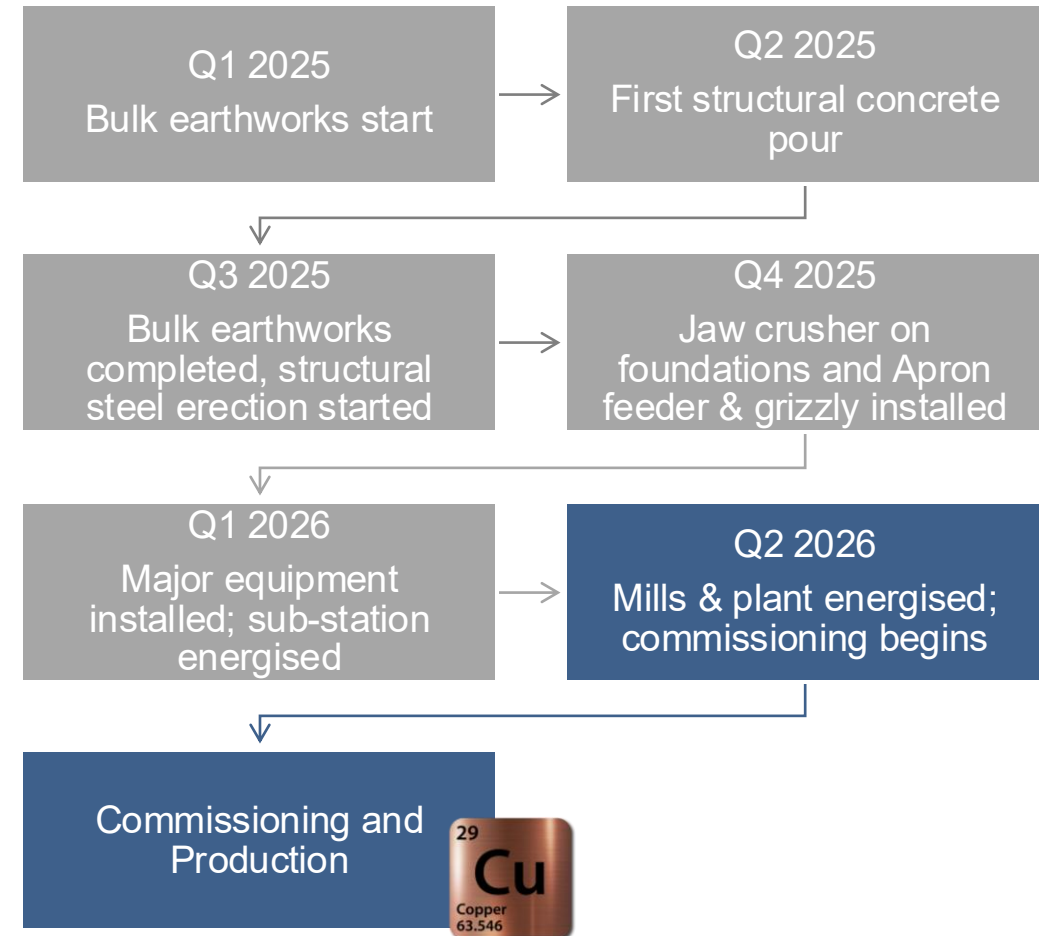 Q1 2025
Bulk earthworks start
Q2 2025
First structural concrete
pour
Q3 2025
Bulk earthworks
completed, structural
steel erection started
Q4 2025
Jaw crusher on
foundations and Apron
feeder & grizzly installed
Q1 2026
Major equipment
installed; sub-station
energised
Q2 2026
Mills & plant energised;
commissioning begins
Commissioning and
Production
29
Cu
Copper
63.546